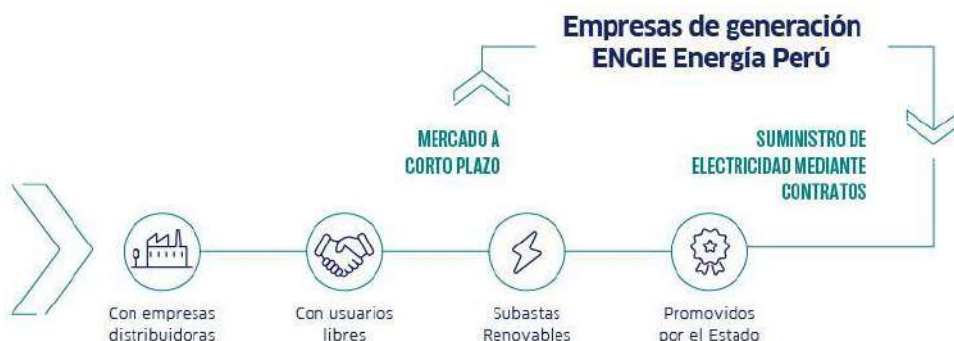 Empresas de generación
ENGIE Energía Perú
MERCADO A
CORTO PLAZO
SUMINISTRO DE
ELECTRICIDAD MEDIANTE
CONTRATOS
Con empresas
distribuidoras
Con usuarios
libres
Subastas
Renovables
Promovidos
por el Estado